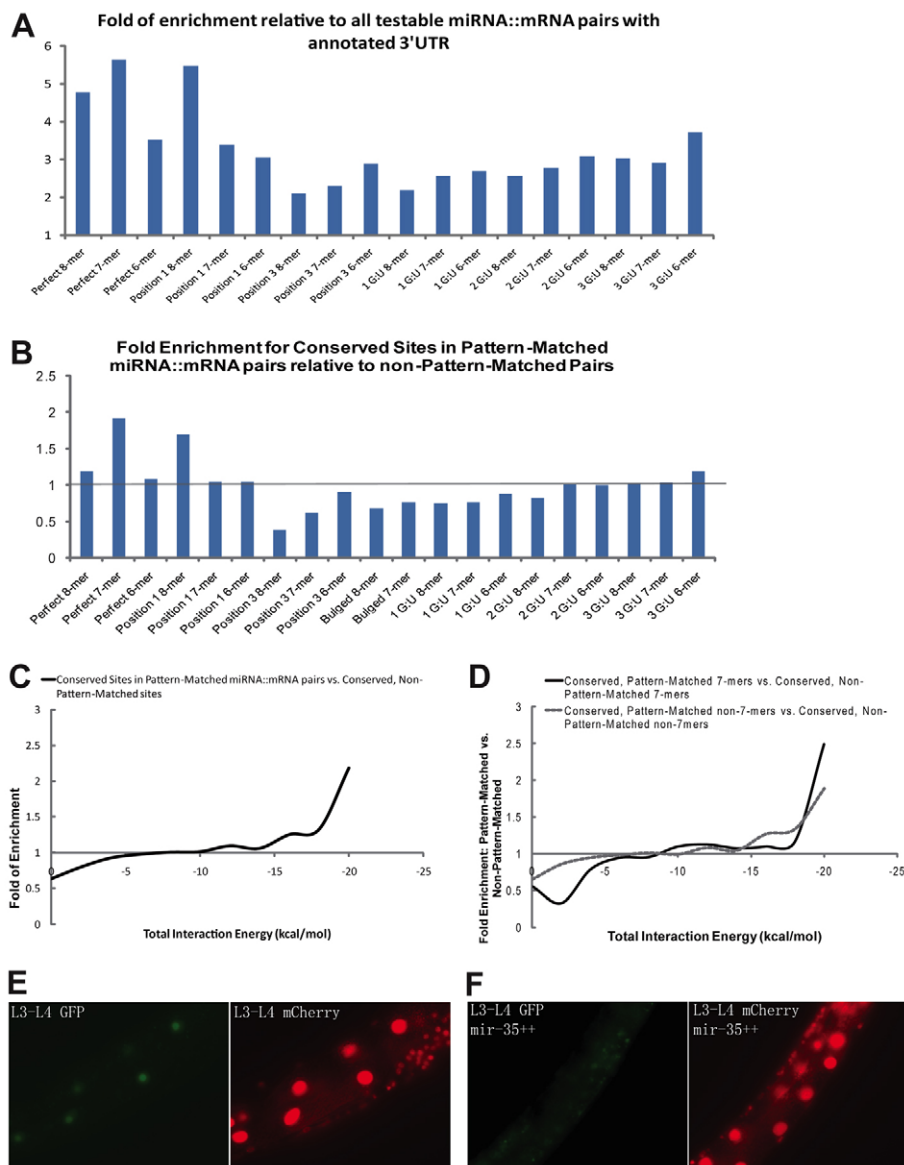 A
Fold of enrichment relative to all testable miRNA::mRNA pairs with
annotated 3'UTR
6
5
4
3
2
1
Perfect 8-mer
Perfect 7-mer
Perfect 6-mer
Position 1 8-mer
Position 1 7-mer
Position 1 6-mer
Position 3 8-mer
Position 3 7-mer
Position 3 6-mer
1 G:U 8-mer
1 G:U 7-mer
1 G:U 6-mer
2 G:U 8-mer
2 G:U 7-mer
2 G:U 6-mer
3 G:U 8-mer
3 G:U 7-mer
3 G:U 6-mer
B
Fold Enrichment for Conserved Sites in Pattern-Matched
miRNA::mRNA pairs relative to non-Pattern-Matched Pairs
2.5
2
1.5
1
0.5
0
Perfect 8-mer
Perfect 7-mer
Perfect 6-mer
Position 1 8-mer
Position 1 7-mer
Position 1 6-mer
Position 3 8-mer
Position 3 7-mer
Position 3 6-mer
Bulged 8-mer
Bulged 7-mer
1 G:U 8-mer
1 G:U 7-mer
1 G:U 6-mer
2 G:U 8-mer
2 G:U 7-mer
2 G:U 6-mer
3 G:U 8-mer
3 G:U 7-mer
3 G:U 6-mer
C
Conserved Sites in Pattern-Matched miRNA::mRNA pairs vs. Conserved, Non-
Pattern-Matched sites
Fold of Enrichment
3
2.5
2
1.5
1
0.5
0
0
-5
-10
-15
-20
-25
Total Interaction Energy (kcal/mol)
D
Conserved, Pattern-Matched 7-mers vs. Conserved, Non-
Pattern-Matched 7-mers
Conserved, Pattern-Matched non-7-mers vs. Conserved, Non-
Pattern-Matched non-7mers
Fold Enrichment: Pattern-Matched vs.
Non-Pattern-Matched
3
2.5
2
1.5
1
0.5
0
0
-5
-10
-15
-20
-25
Total Interaction Energy (kcal/mol)
E
L3-L4 GFP
L3-L4 mCherry
F
L3-L4 GFP
mir-35++
L3-L4 mCherry
mir-35++